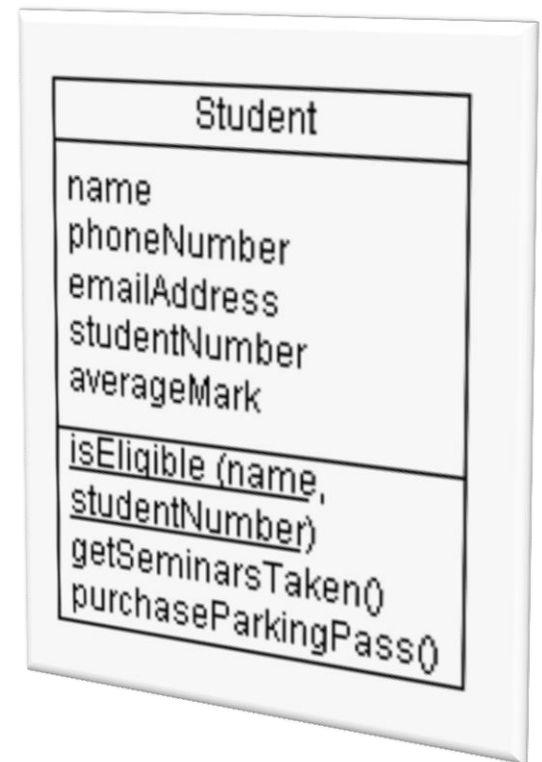 Student
name
phoneNumber
emailAddress
studentNumber
averageMark
isEligible (name,
studentNumber)
getSeminarsTaken()
purchaseParkingPass()